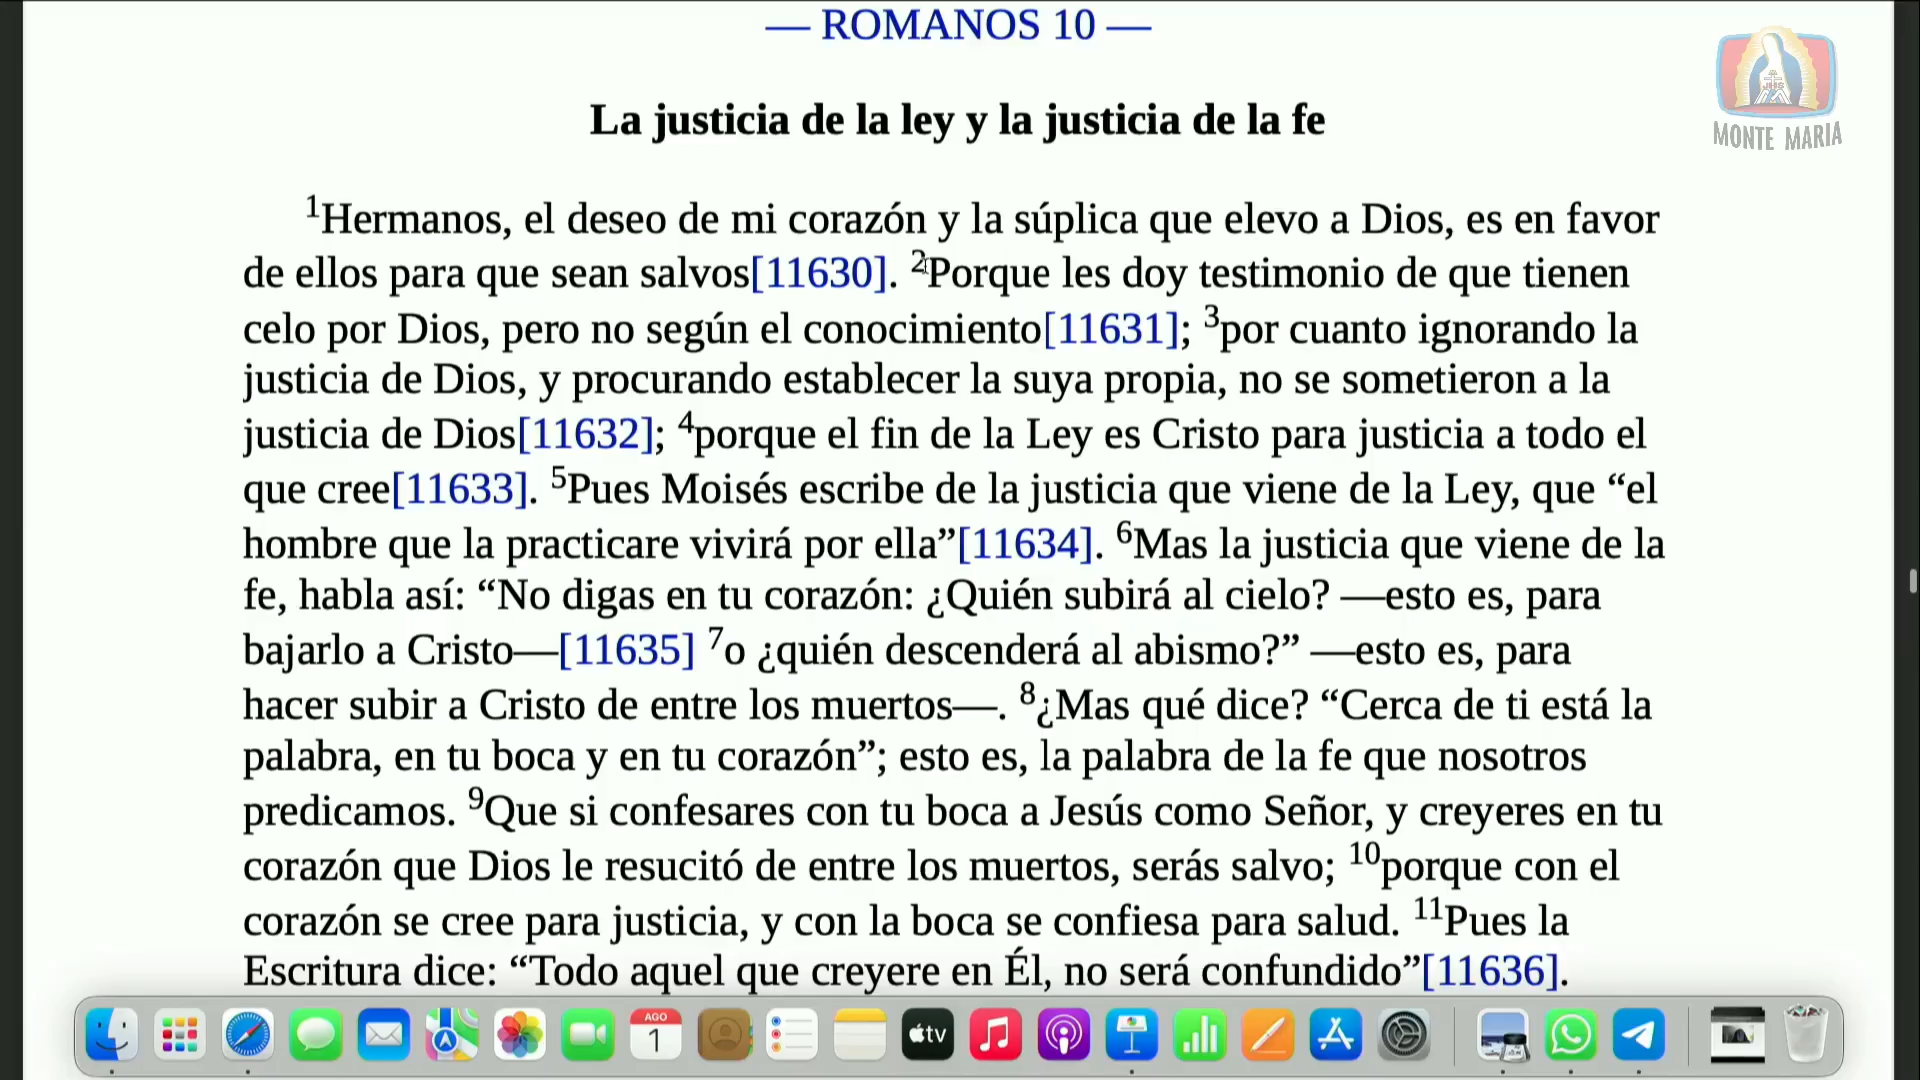 — ROMANOS 10 —
MONTE MARIA
La justicia de la ley y la justicia de la fe
1Hermanos, el deseo de mi corazón y la súplica que elevo a Dios, es en favor
de ellos para que sean salvos[11630]. 2Porque les doy testimonio de que tienen
celo por Dios, pero no según el conocimiento[11631]; 3por cuanto ignorando la
justicia de Dios, y procurando establecer la suya propia, no se sometieron a la
justicia de Dios[11632]; 4porque el fin de la Ley es Cristo para justicia a todo el
que cree[11633]. 5Pues Moisés escribe de la justicia que viene de la Ley, que “el
hombre que la practicare vivirá por ella”[11634]. 6Mas la justicia que viene de la
fe, habla así: “No digas en tu corazón: ¿Quién subirá al cielo? —esto es, para
bajarlo a Cristo—[11635] 7o ¿quién descenderá al abismo?” —esto es, para
hacer subir a Cristo de entre los muertos—. 8¿Mas qué dice? “Cerca de ti está la
palabra, en tu boca y en tu corazón”; esto es, la palabra de la fe que nosotros
predicamos. 9Que si confesares con tu boca a Jesús como Señor, y creyeres en tu
corazón que Dios le resucitó de entre los muertos, serás salvo; 10porque con el
corazón se cree para justicia, y con la boca se confiesa para salud. 11Pues la
Escritura dice: “Todo aquel que creyere en Él, no será confundido”[11636].
AGO
1
tv